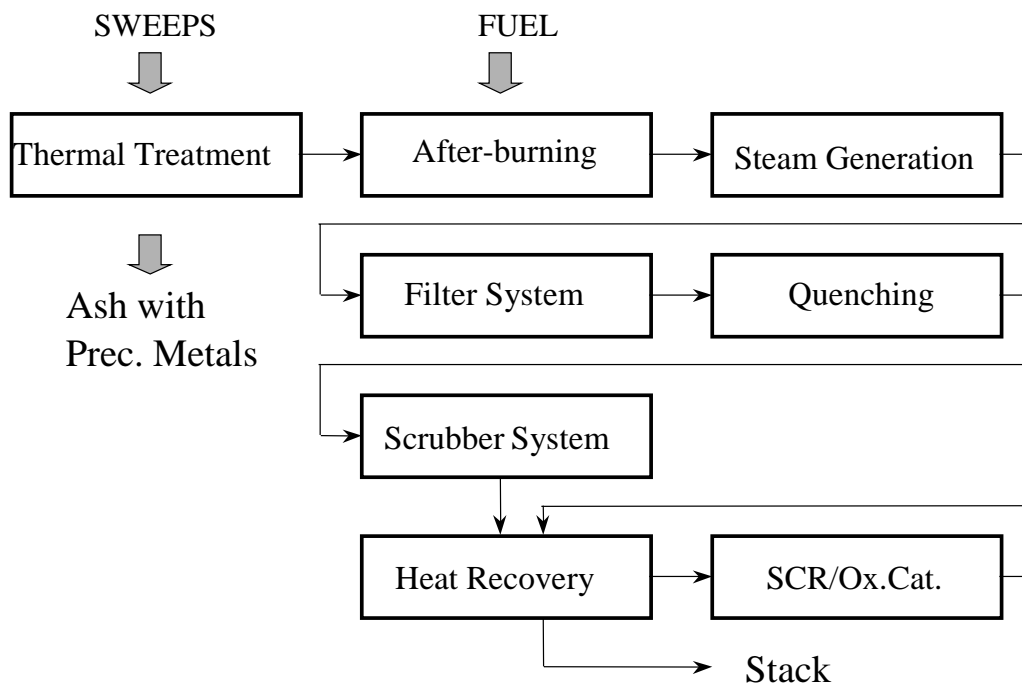 SWEEPS
FUEL
Thermal Treatment
After-burning
Steam Generation
Filter System
Quenching
Ash with
Prec. Metals
Scrubber System
Heat Recovery
SCR/Ox.Cat.
Stack